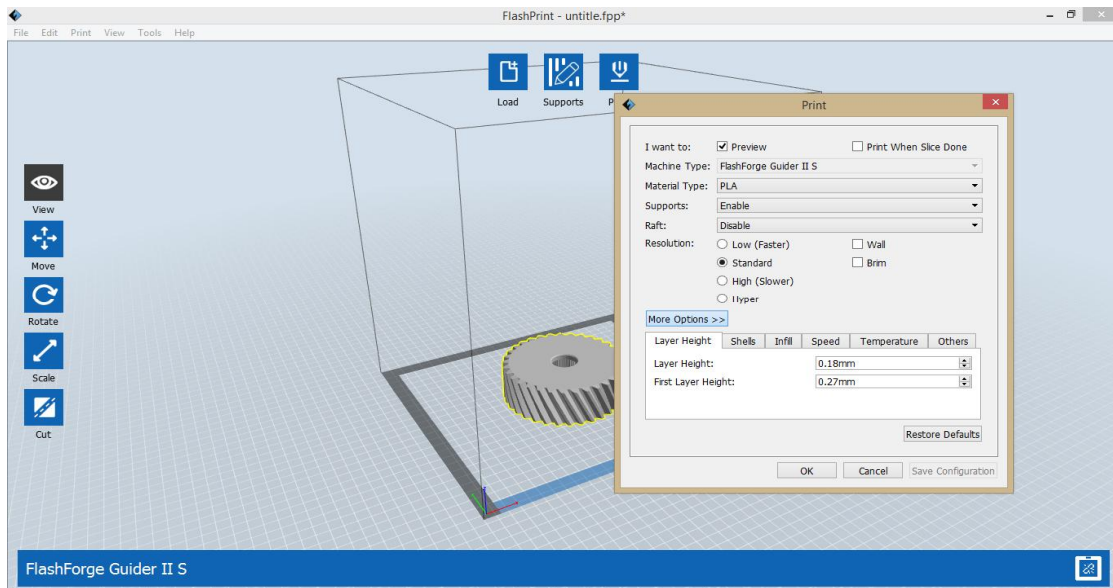 FlashPrint - untitle.fpp*
File Edit Print View Tools Help
Load Supports P
Print
I want to: Preview Print When Slice Done
Machine Type: FlashForge Guider II S
Material Type: PLA
Supports: Enable
Raft: Disable
Resolution: Low (Faster) Wall
Standard Brim
High (Slower)
Hyper
More Options >>
Layer Height Shells Infill Speed Temperature Others
Layer Height: 0.18mm
First Layer Height: 0.27mm
Restore Defaults
OK Cancel Save Configuration
View
Move
Rotate
Scale
Cut
FlashForge Guider II S